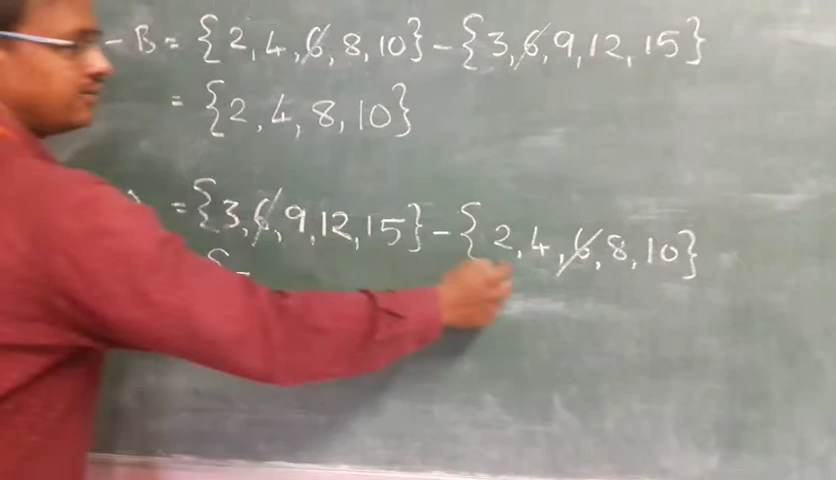 - B = {2, 4, 6, 8, 10} - {3, 6, 9, 12, 15}
= {2, 4, 8, 10}
= {3, 6, 9, 12, 15} - {2, 4, 6, 8, 10}
{